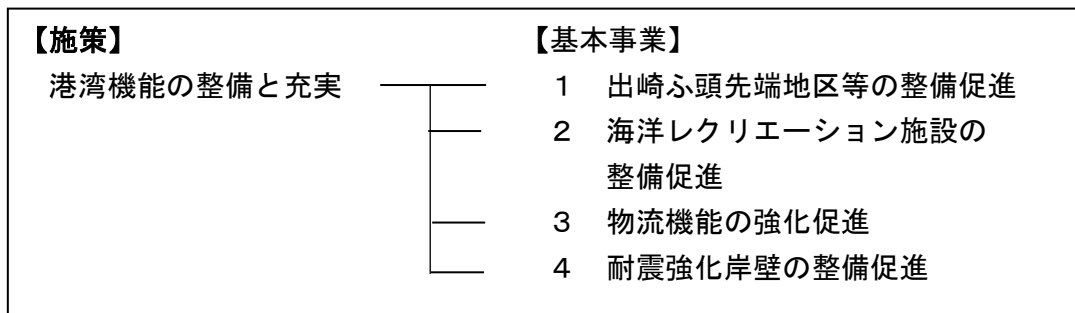 【施策】 【基本事業】
港湾機能の整備と充実 1 出崎ふ頭先端地区等の整備促進
2 海洋レクリエーション施設の
整備促進
3 物流機能の強化促進
4 耐震強化岸壁の整備促進